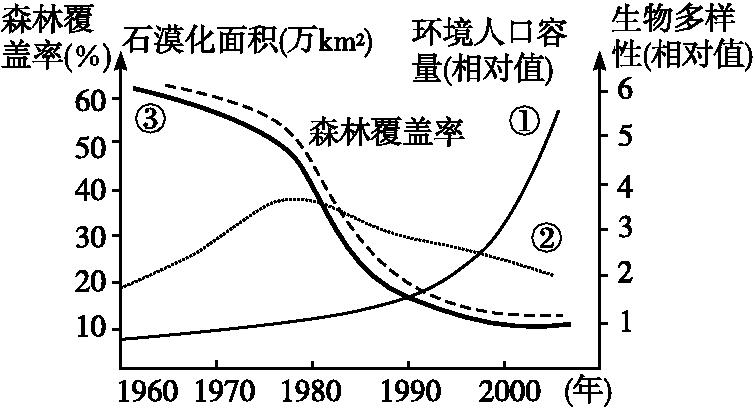 森林覆
盖率(%)
石漠化面积(万km²)
环境人口容
量(相对值)
生物多样
性(相对值)
60
50
40
30
20
10
③
森林覆盖率
①
②
6
5
4
3
2
1
1960 1970 1980 1990 2000 (年)